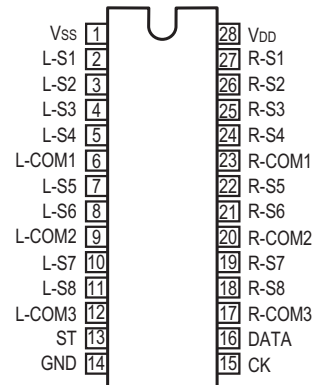 VSS 1 28 VDD
L-S1 2 27 R-S1
L-S2 3 26 R-S2
L-S3 4 25 R-S3
L-S4 5 24 R-S4
L-COM1 6 23 R-COM1
L-S5 7 22 R-S5
L-S6 8 21 R-S6
L-COM2 9 20 R-COM2
L-S7 10 19 R-S7
L-S8 11 18 R-S8
L-COM3 12 17 R-COM3
ST 13 16 DATA
GND 14 15 CK